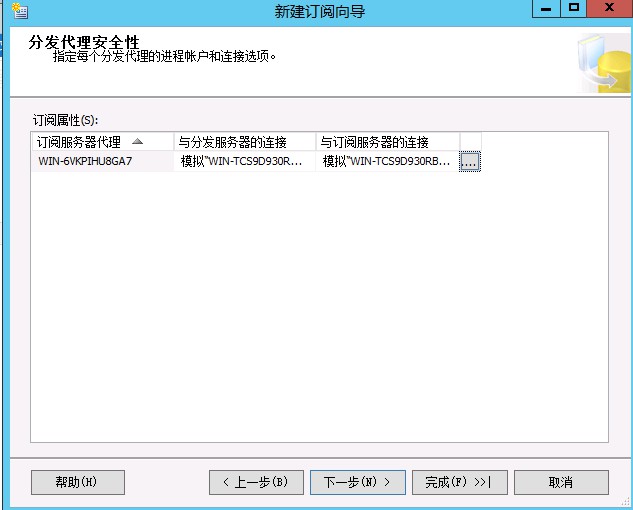 新建订阅向导
分发代理安全性
指定每个分发代理的进程帐户和连接选项。
订阅属性(S):
订阅服务器代理 与分发服务器的连接 与订阅服务器的连接
WIN-6VKPIHU8GA7 模拟"WIN-TCS9D930R... 模拟"WIN-TCS9D930RB... ....
帮助(H) < 上一步(B) 下一步(N) > 完成(F) >>| 取消